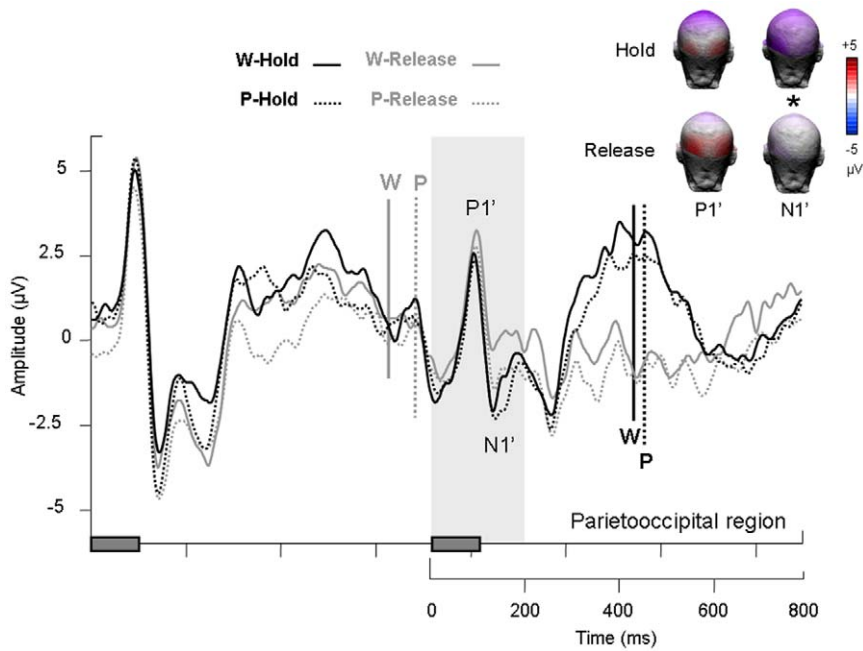 Hold
+5
W-Hold
W-Release
P-Hold
P-Release
*
Release
-5
µV
P1'
N1'
5
2.5
0
-2.5
-5
Amplitude (µV)
W
P
P1'
N1'
W
P
Parietooccipital region
0
200
400
600
800
Time (ms)